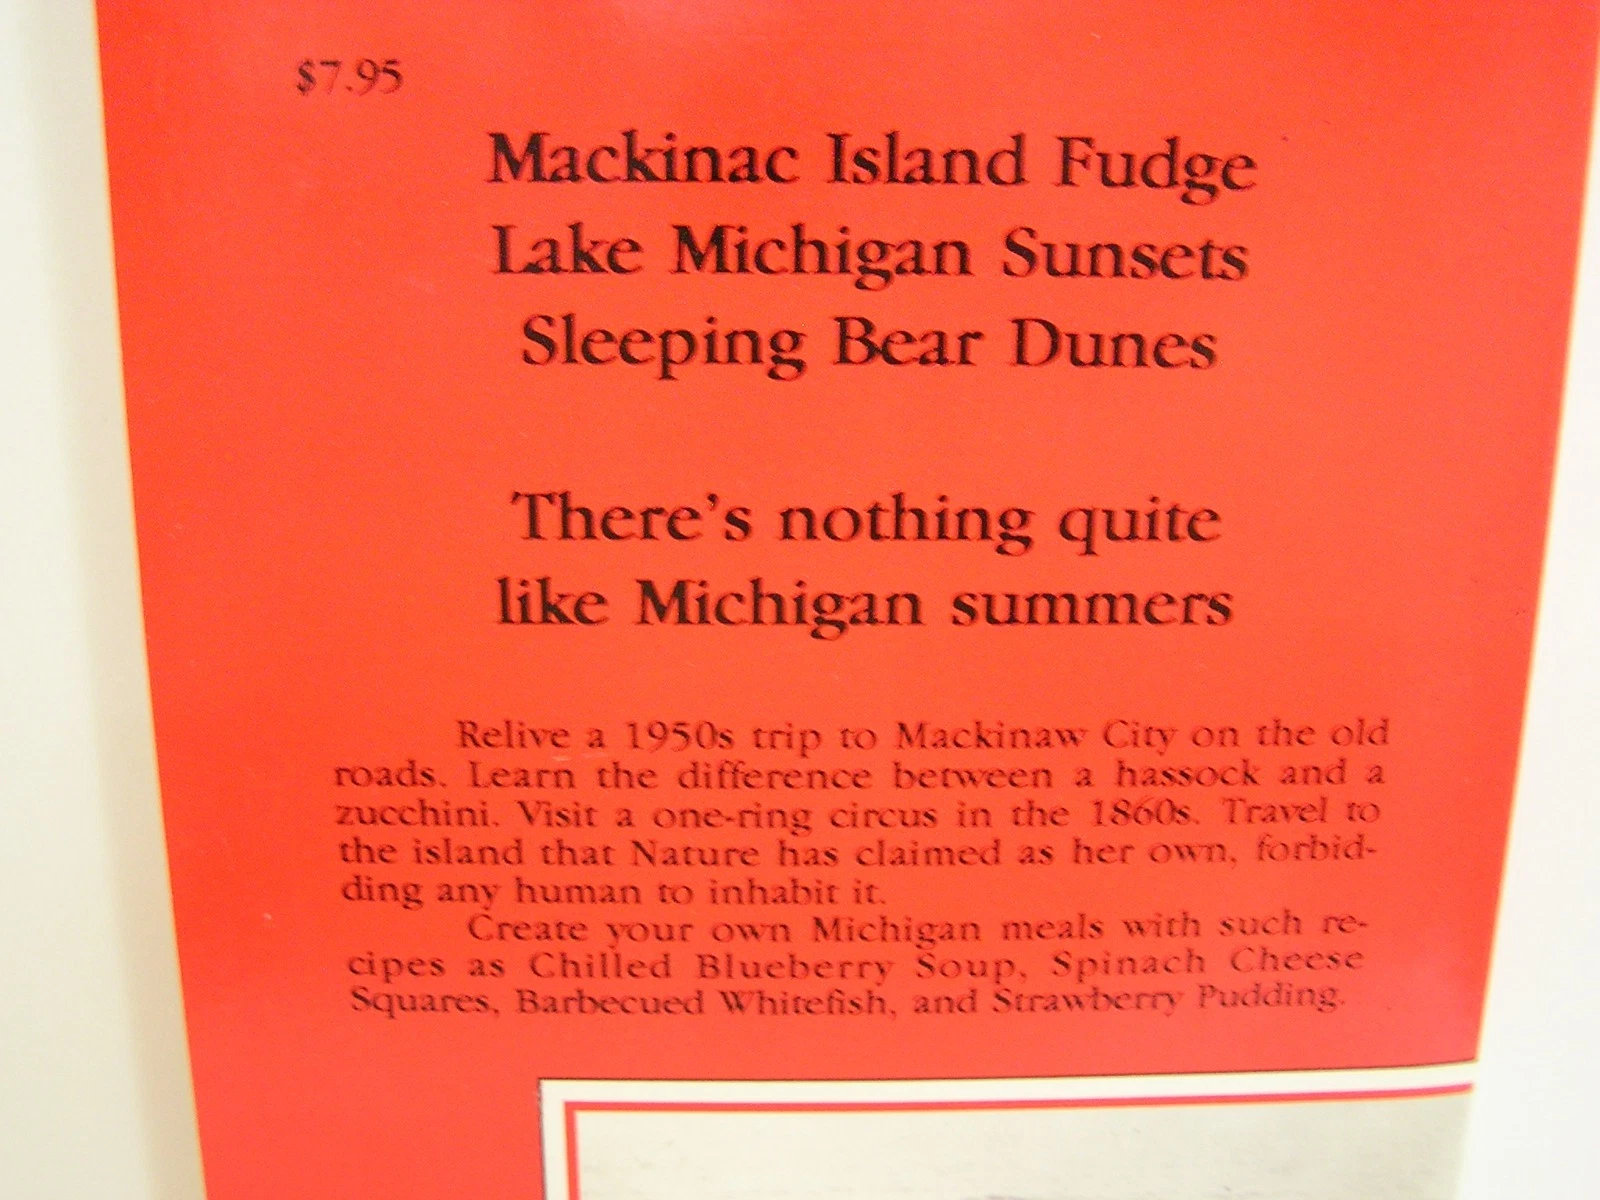 $7.95
Mackinac Island Fudge
Lake Michigan Sunsets
Sleeping Bear Dunes
There's nothing quite
like Michigan summers
Relive a 1950s trip to Mackinaw City on the old
roads. Learn the difference between a hassock and a
zucchini. Visit a one-ring circus in the 1860s. Travel to
the island that Nature has claimed as her own, forbid-
ding any human to inhabit it.
Create your own Michigan meals with such re-
cipes as Chilled Blueberry Soup, Spinach Cheese
Squares, Barbecued Whitefish, and Strawberry Pudding.